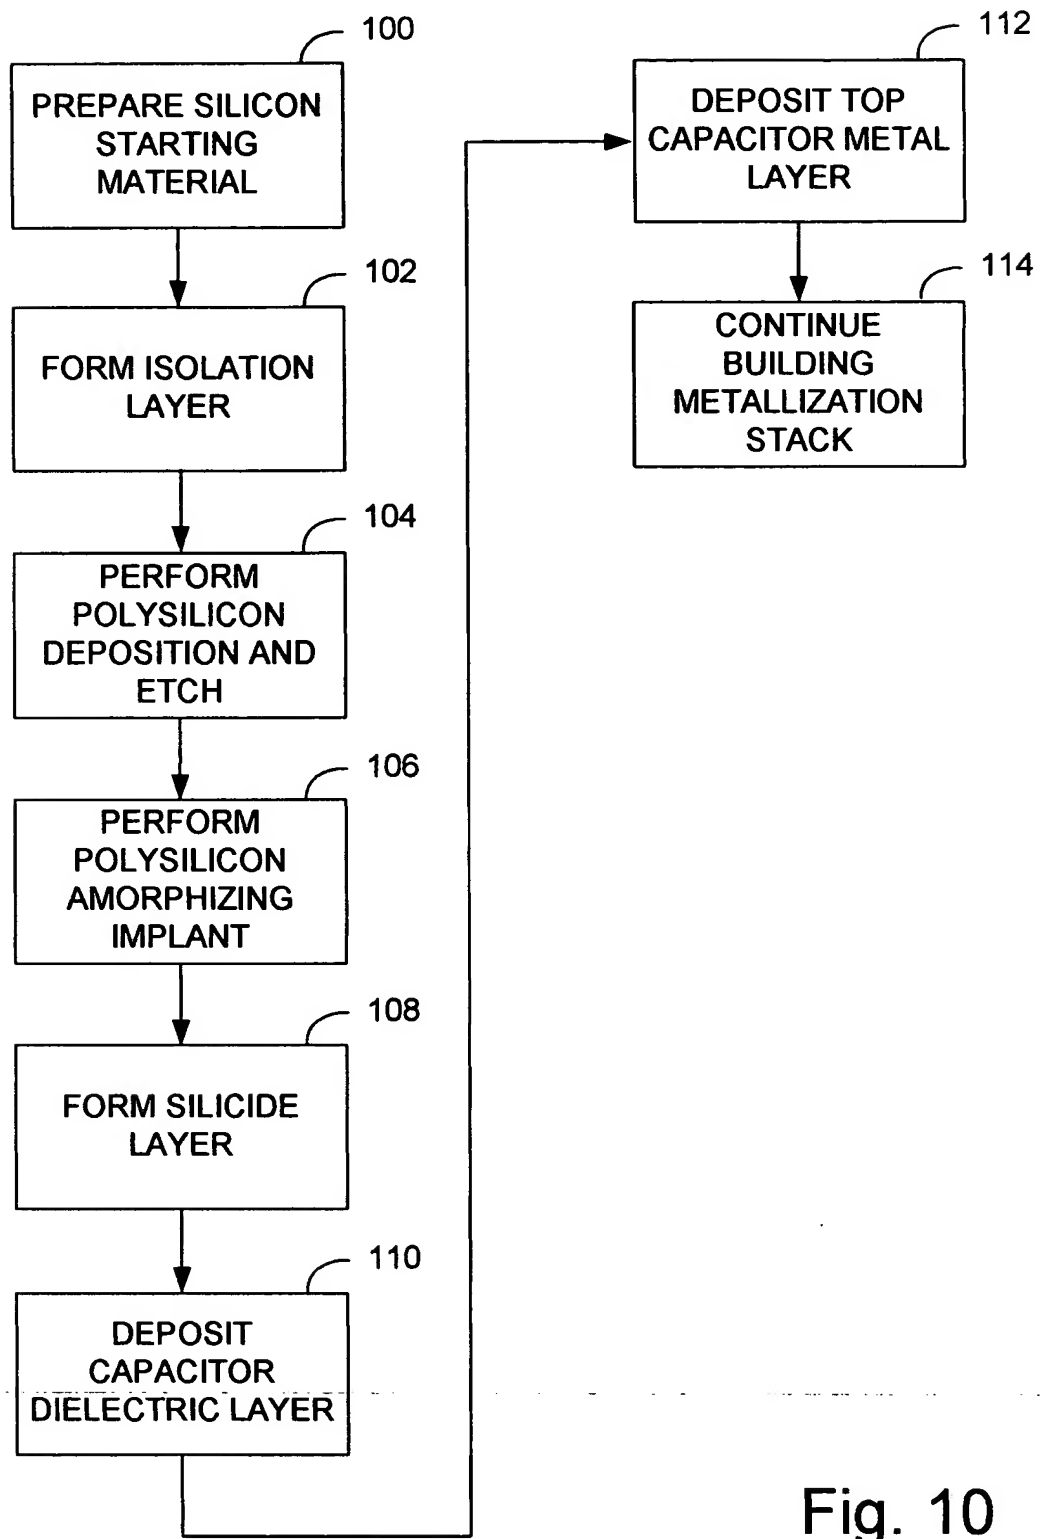 100
PREPARE SILICON
STARTING
MATERIAL
102
FORM ISOLATION
LAYER
104
PERFORM
POLYSILICON
DEPOSITION AND
ETCH
106
PERFORM
POLYSILICON
AMORPHIZING
IMPLANT
108
FORM SILICIDE
LAYER
110
DEPOSIT
CAPACITOR
DIELECTRIC LAYER
112
DEPOSIT TOP
CAPACITOR METAL
LAYER
114
CONTINUE
BUILDING
METALLIZATION
STACK
Fig. 10